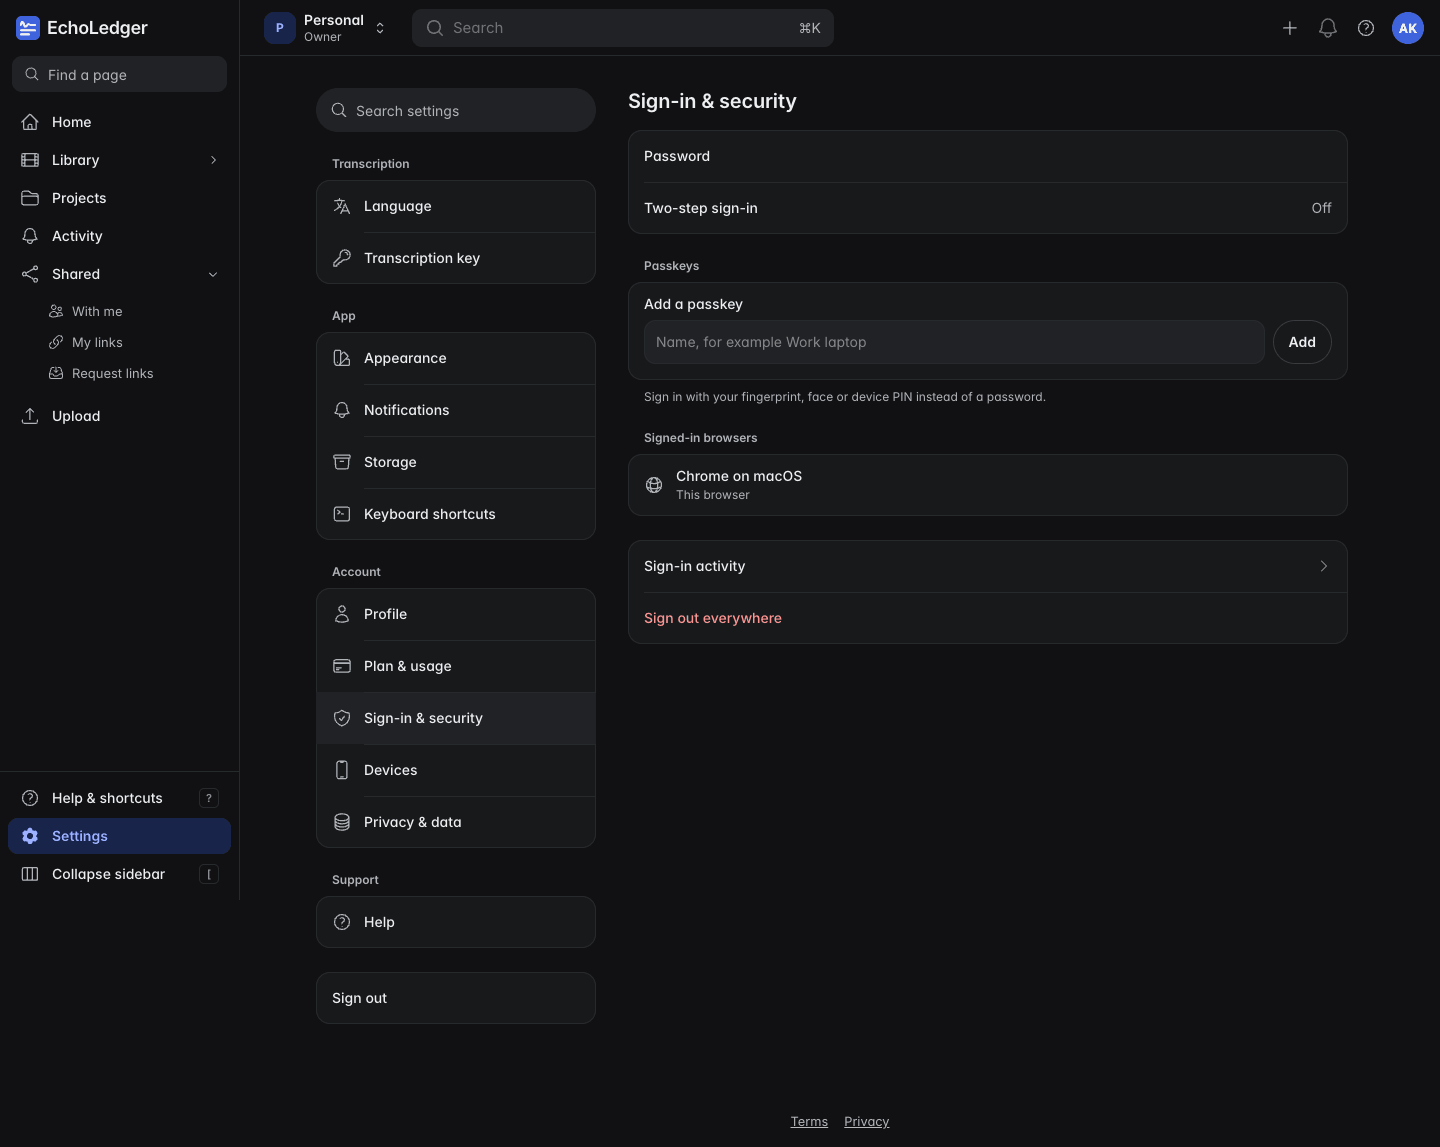 EchoLedger
Find a page
Home
Library
Projects
Activity
Shared
With me
My links
Request links
Upload
Help & shortcuts ?
Settings
Collapse sidebar [
P
Personal
Owner
Search ⌘K
AK
Search settings
Transcription
Language
Transcription key
App
Appearance
Notifications
Storage
Keyboard shortcuts
Account
Profile
Plan & usage
Sign-in & security
Devices
Privacy & data
Support
Help
Sign out
Sign-in & security
Password
Two-step sign-in Off
Passkeys
Add a passkey
Name, for example Work laptop Add
Sign in with your fingerprint, face or device PIN instead of a password.
Signed-in browsers
Chrome on macOS
This browser
Sign-in activity
Sign out everywhere
Terms Privacy